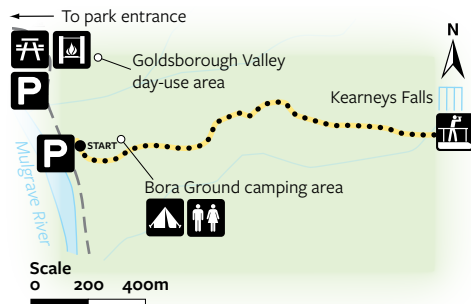 To park entrance
N
Goldsborough Valley
day-use area
P
Kearneys Falls
START
P
Mulgrave River
Bora Ground camping area
Scale
0 200 400m